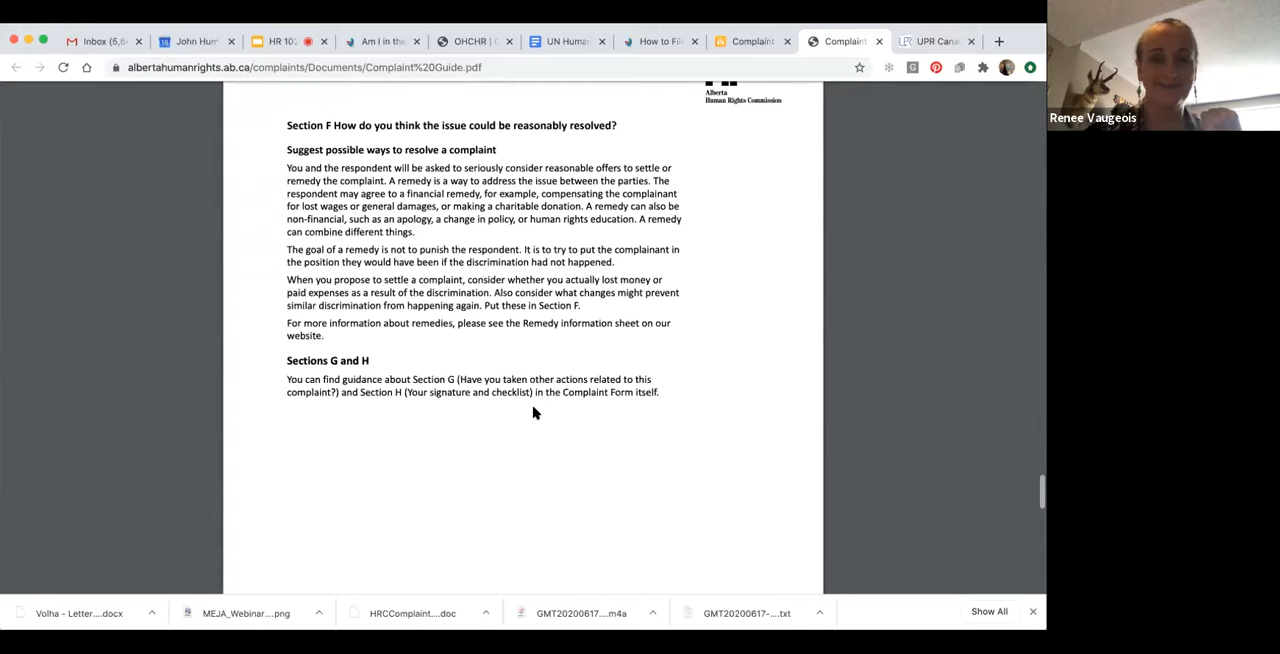 Inbox (5,6
John Hum
HR 102
Am I in the
OHCHR | C
UN Huma
How to File
Complaint
Complaint
UPR Cana
albertahumanrights.ab.ca/complaints/Documents/Complaint%20Guide.pdf
Renee Vaugeois
Alberta
Human Rights Commission
Section F How do you think the issue could be reasonably resolved?
Suggest possible ways to resolve a complaint
You and the respondent will be asked to seriously consider reasonable offers to settle or
remedy the complaint. A remedy is a way to address the issue between the parties. The
respondent may agree to a financial remedy, for example, compensating the complainant
for lost wages or general damages, or making a charitable donation. A remedy can also be
non-financial, such as an apology, a change in policy, or human rights education. A remedy
can combine different things.
The goal of a remedy is not to punish the respondent. It is to try to put the complainant in
the position they would have been if the discrimination had not happened.
When you propose to settle a complaint, consider whether you actually lost money or
paid expenses as a result of the discrimination. Also consider what changes might prevent
similar discrimination from happening again. Put these in Section F.
For more information about remedies, please see the Remedy information sheet on our
website.
Sections G and H
You can find guidance about Section G (Have you taken other actions related to this
complaint?) and Section H (Your signature and checklist) in the Complaint Form itself.
Volha - Letter....docx
MEJA_Webinar....png
HRCComplaint....doc
GMT20200617....m4a
GMT20200617-....txt
Show All